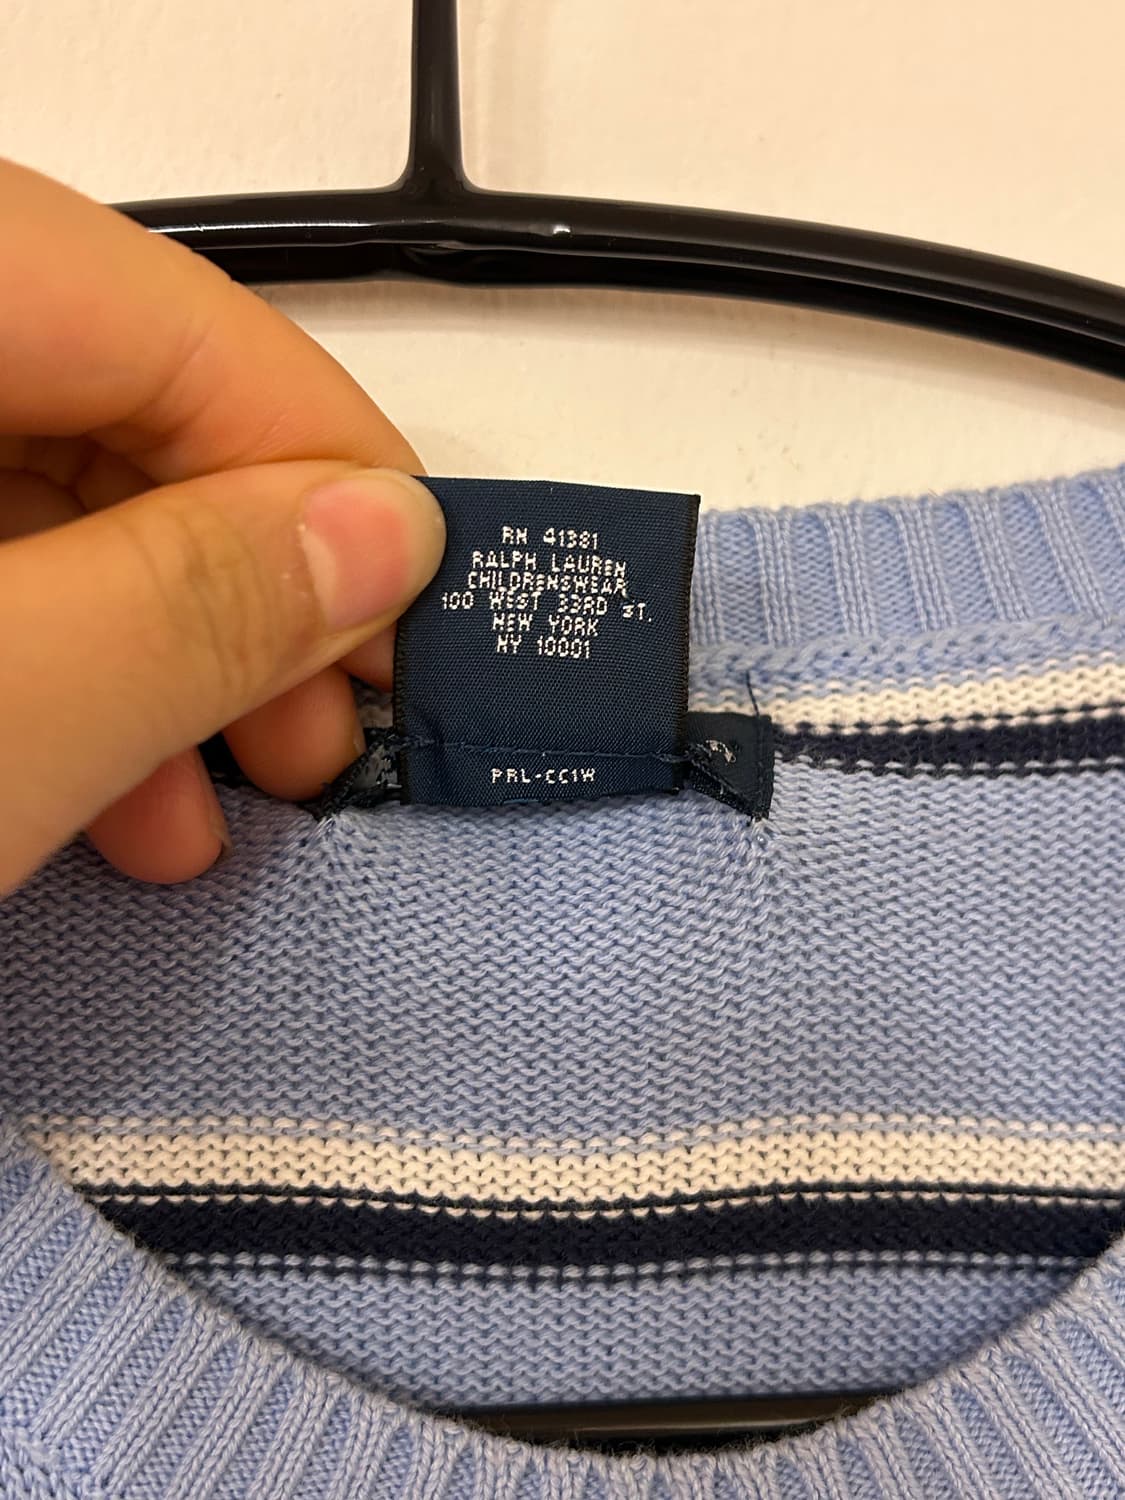 RN 41381
RALPH LAUREN
CHILDRENSWEAR
100 WEST 33RD ST.
NEW YORK
NY 10001
PRL-CC1W